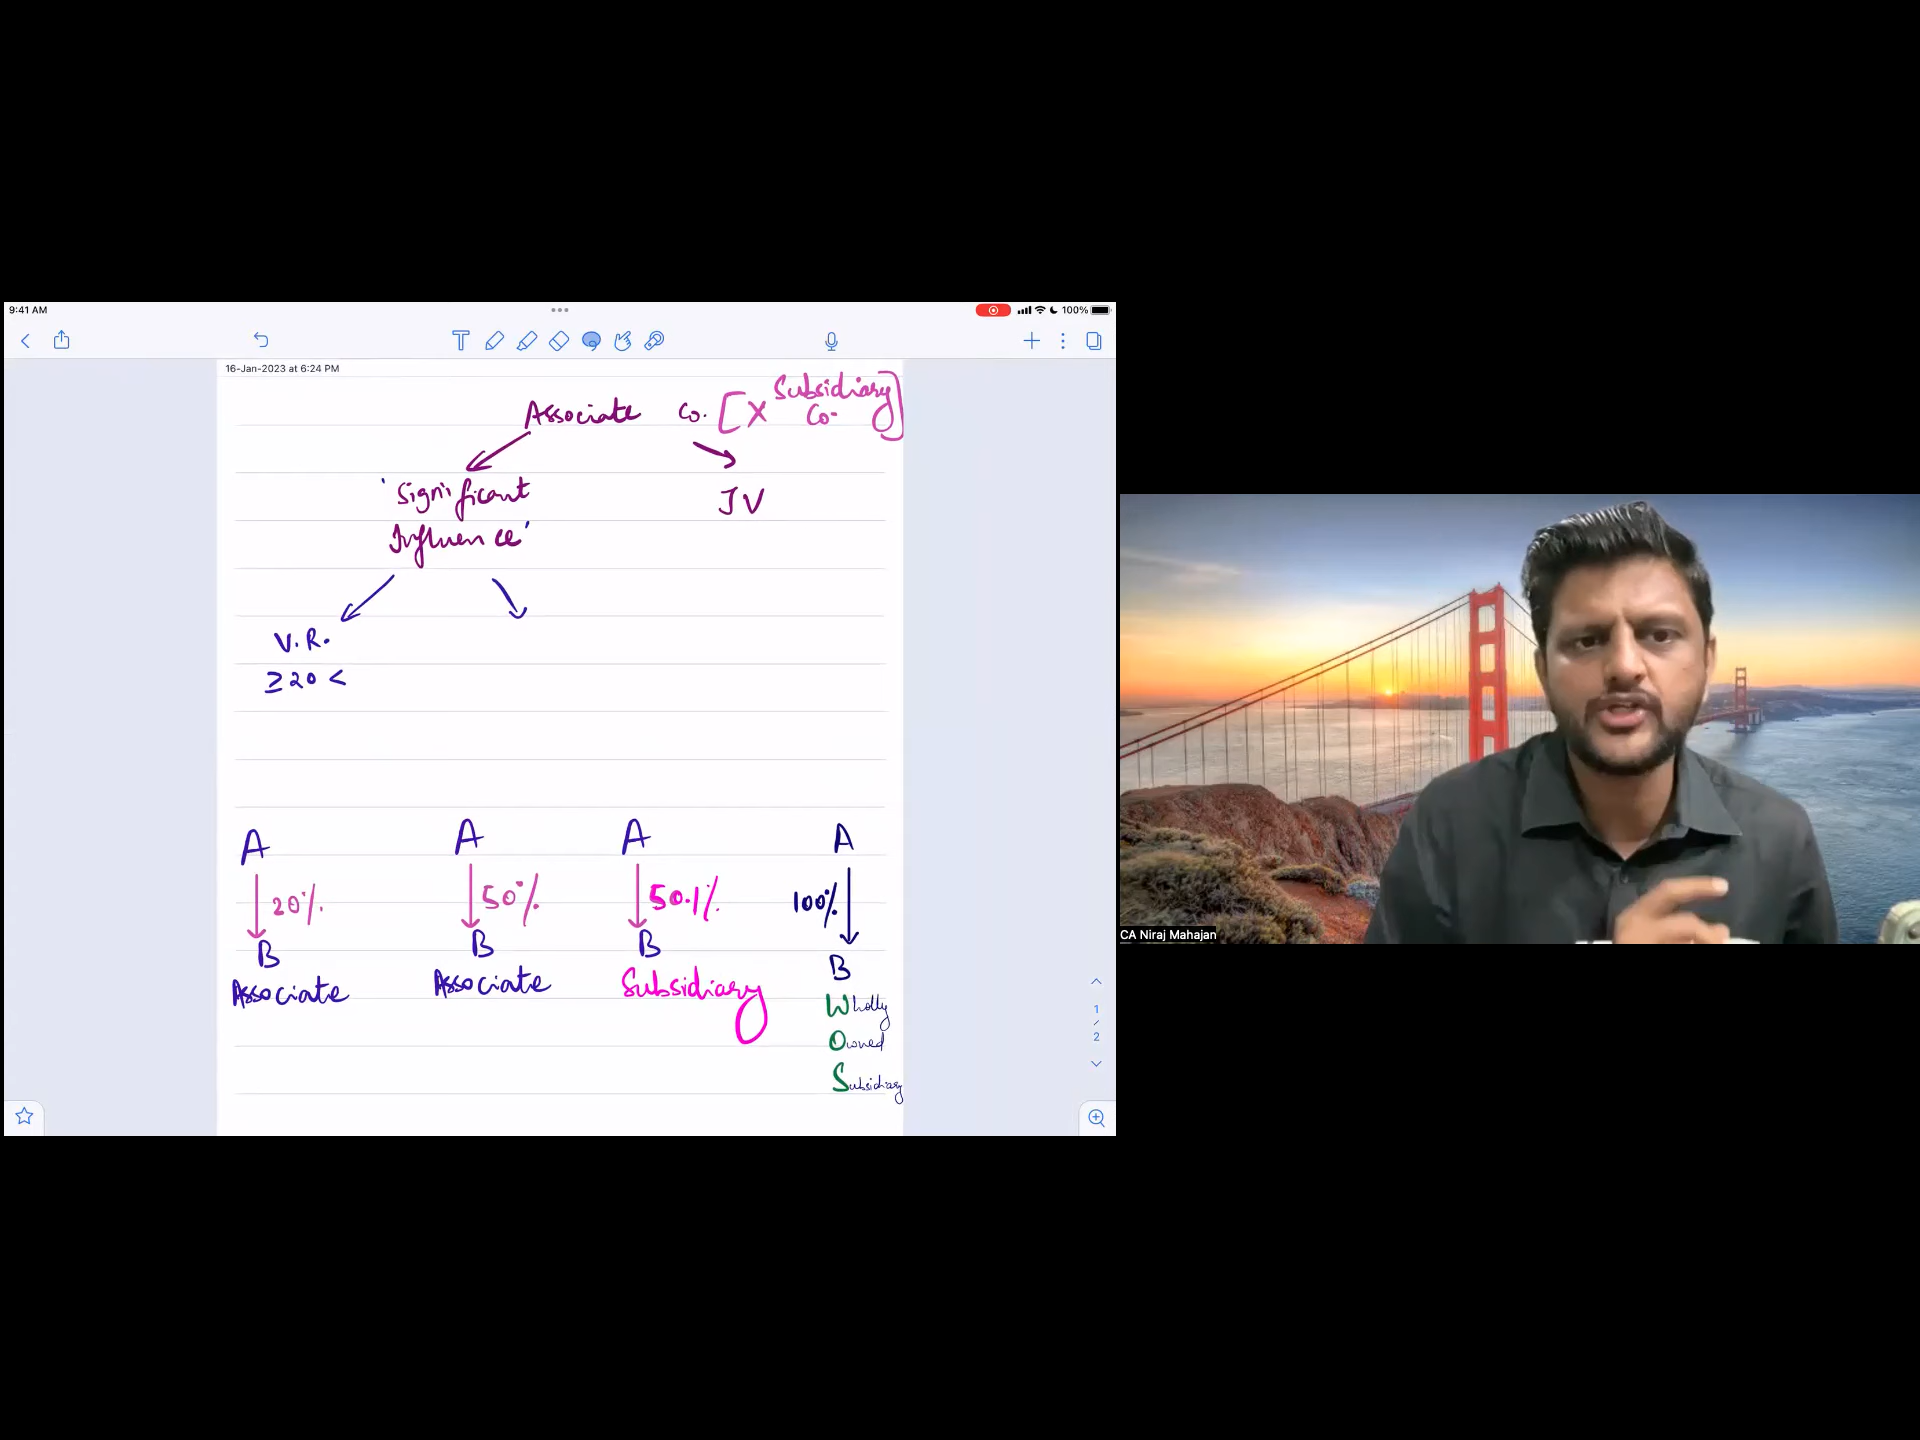 9:41 AM
100%
16-Jan-2023 at 6:24 PM
Associate Co. [X Subsidiary Co.]
'Significant
Influence'
JV
V.R.
≥20 <
A A A A
20% 50% 50.1% 100%
B B B B
Associate Associate Subsidiary
Wholly
Owned
Subsidiary
1
/
2
CA Niraj Mahajan